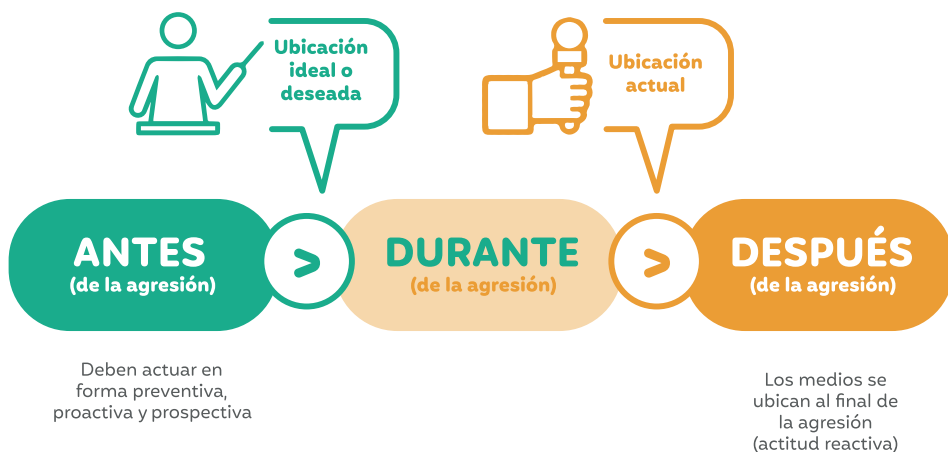 Ubicación
ideal o
deseada
Ubicación
actual
ANTES
(de la agresión)
>
DURANTE
(de la agresión)
>
DESPUÉS
(de la agresión)
Deben actuar en
forma preventiva,
proactiva y prospectiva
Los medios se
ubican al final de
la agresión
(actitud reactiva)